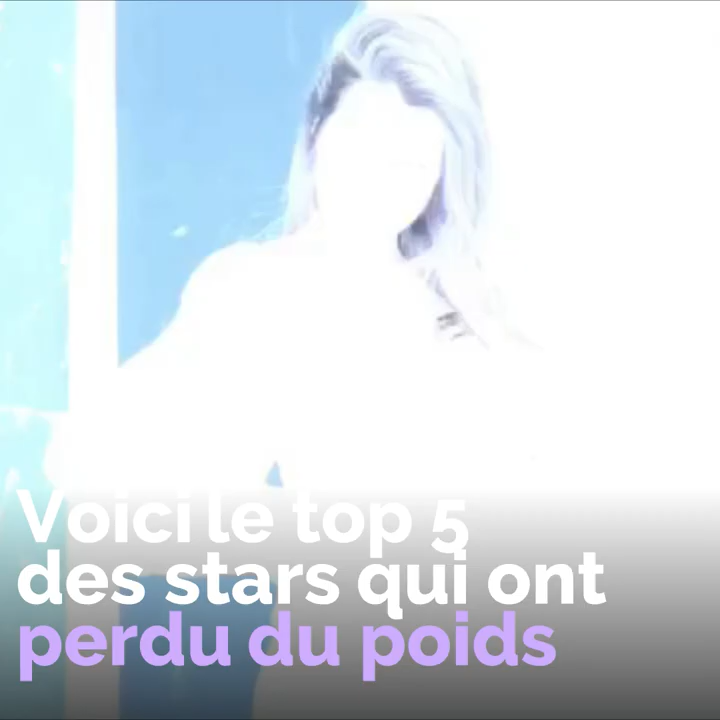 Voici le top 5
des stars qui ont
perdu du poids